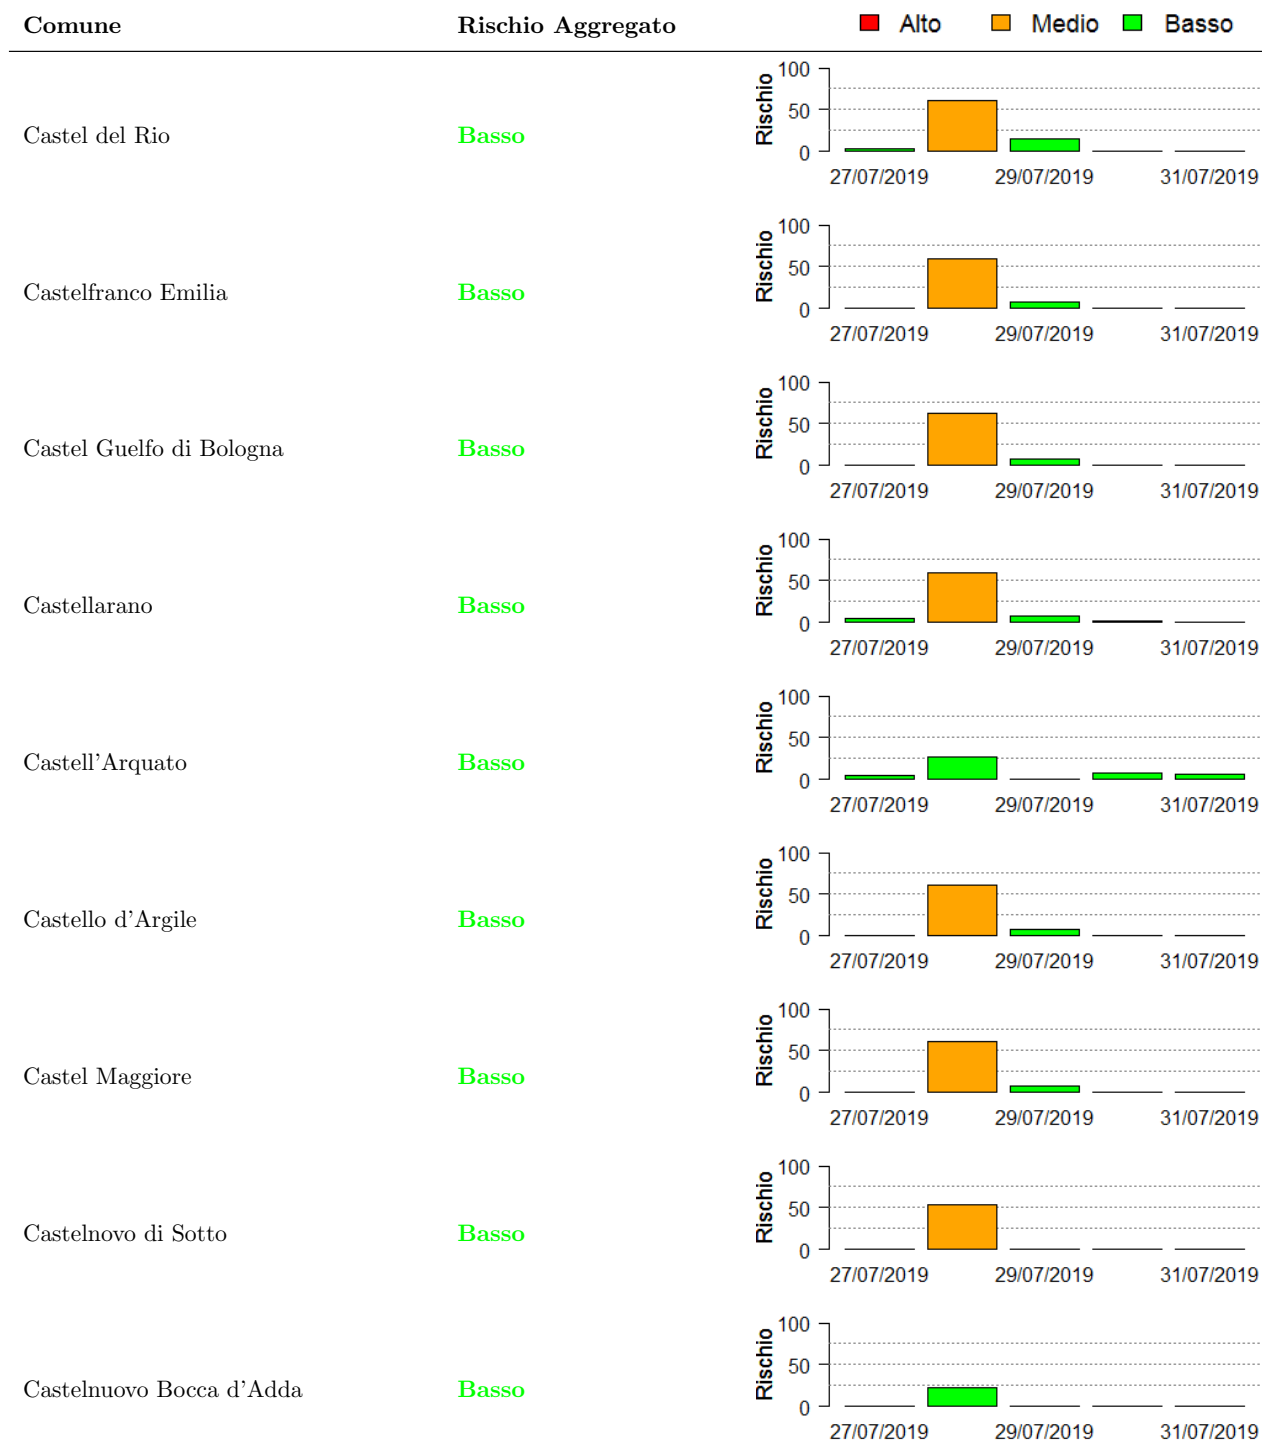 Comune Rischio Aggregato Alto Medio Basso
Castel del Rio Basso
Rischio
100
50
0
27/07/2019 29/07/2019 31/07/2019
Castelfranco Emilia Basso
Rischio
100
50
0
27/07/2019 29/07/2019 31/07/2019
Castel Guelfo di Bologna Basso
Rischio
100
50
0
27/07/2019 29/07/2019 31/07/2019
Castellarano Basso
Rischio
100
50
0
27/07/2019 29/07/2019 31/07/2019
Castell'Arquato Basso
Rischio
100
50
0
27/07/2019 29/07/2019 31/07/2019
Castello d'Argile Basso
Rischio
100
50
0
27/07/2019 29/07/2019 31/07/2019
Castel Maggiore Basso
Rischio
100
50
0
27/07/2019 29/07/2019 31/07/2019
Castelnovo di Sotto Basso
Rischio
100
50
0
27/07/2019 29/07/2019 31/07/2019
Castelnuovo Bocca d'Adda Basso
Rischio
100
50
0
27/07/2019 29/07/2019 31/07/2019